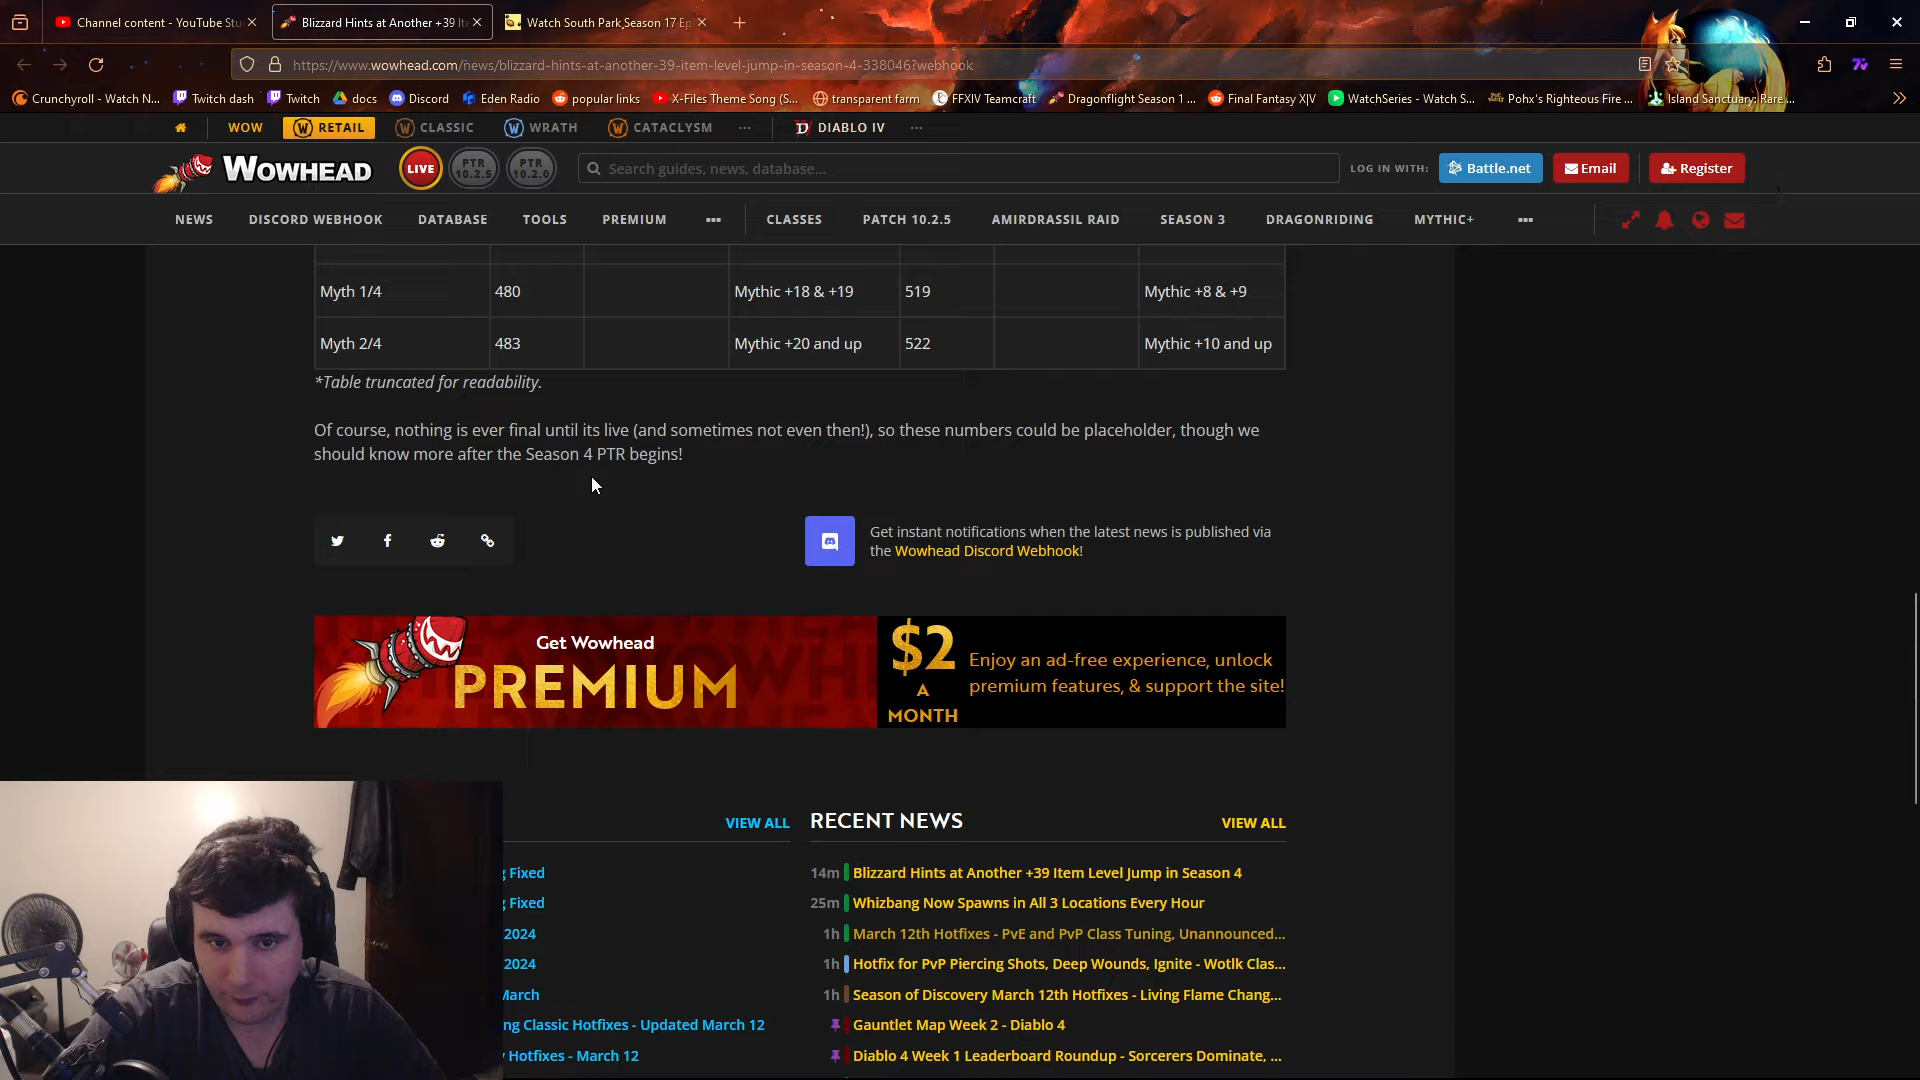 Channel content - YouTube Stu
Blizzard Hints at Another +39 It
Watch South Park Season 17 Ep
https://www.wowhead.com/news/blizzard-hints-at-another-39-item-level-jump-in-season-4-338046?webhook
Crunchyroll - Watch N...
Twitch dash
Twitch
docs
Discord
Eden Radio
popular links
X-Files Theme Song (S...
transparent farm
FFXIV Teamcraft
Dragonflight Season 1 ...
Final Fantasy X|V
WatchSeries - Watch S...
Pohx's Righteous Fire ...
Island Sanctuary: Rare ...
WOW
RETAIL
CLASSIC
WRATH
CATACLYSM
DIABLO IV
WOWHEAD
LIVE
PTR
10.2.5
PTR
10.2.0
Search guides, news, database...
LOG IN WITH:
Battle.net
Email
Register
NEWS
DISCORD WEBHOOK
DATABASE
TOOLS
PREMIUM
CLASSES
PATCH 10.2.5
AMIRDRASSIL RAID
SEASON 3
DRAGONRIDING
MYTHIC+
Myth 1/4 480 Mythic +18 & +19 519 Mythic +8 & +9
Myth 2/4 483 Mythic +20 and up 522 Mythic +10 and up
*Table truncated for readability.
Of course, nothing is ever final until its live (and sometimes not even then!), so these numbers could be placeholder, though we
should know more after the Season 4 PTR begins!
Get instant notifications when the latest news is published via
the Wowhead Discord Webhook!
Get Wowhead
PREMIUM
$2
A
MONTH
Enjoy an ad-free experience, unlock
premium features, & support the site!
VIEW ALL
Fixed
Fixed
2024
2024
March
ng Classic Hotfixes - Updated March 12
Hotfixes - March 12
RECENT NEWS
VIEW ALL
14m Blizzard Hints at Another +39 Item Level Jump in Season 4
25m Whizbang Now Spawns in All 3 Locations Every Hour
1h March 12th Hotfixes - PvE and PvP Class Tuning, Unannounced...
1h Hotfix for PvP Piercing Shots, Deep Wounds, Ignite - Wotlk Clas...
1h Season of Discovery March 12th Hotfixes - Living Flame Chang...
Gauntlet Map Week 2 - Diablo 4
Diablo 4 Week 1 Leaderboard Roundup - Sorcerers Dominate, ...